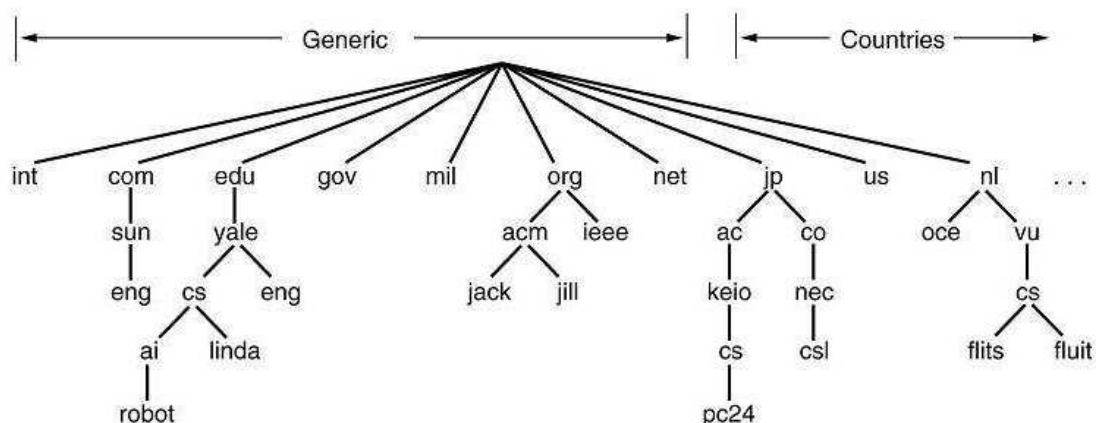 Generic Countries
int com edu gov mil org net jp us nl ...
sun yale acm ieee ac co oce vu
eng cs eng jack jill keio nec cs
ai linda cs csl flits fluit
robot pc24